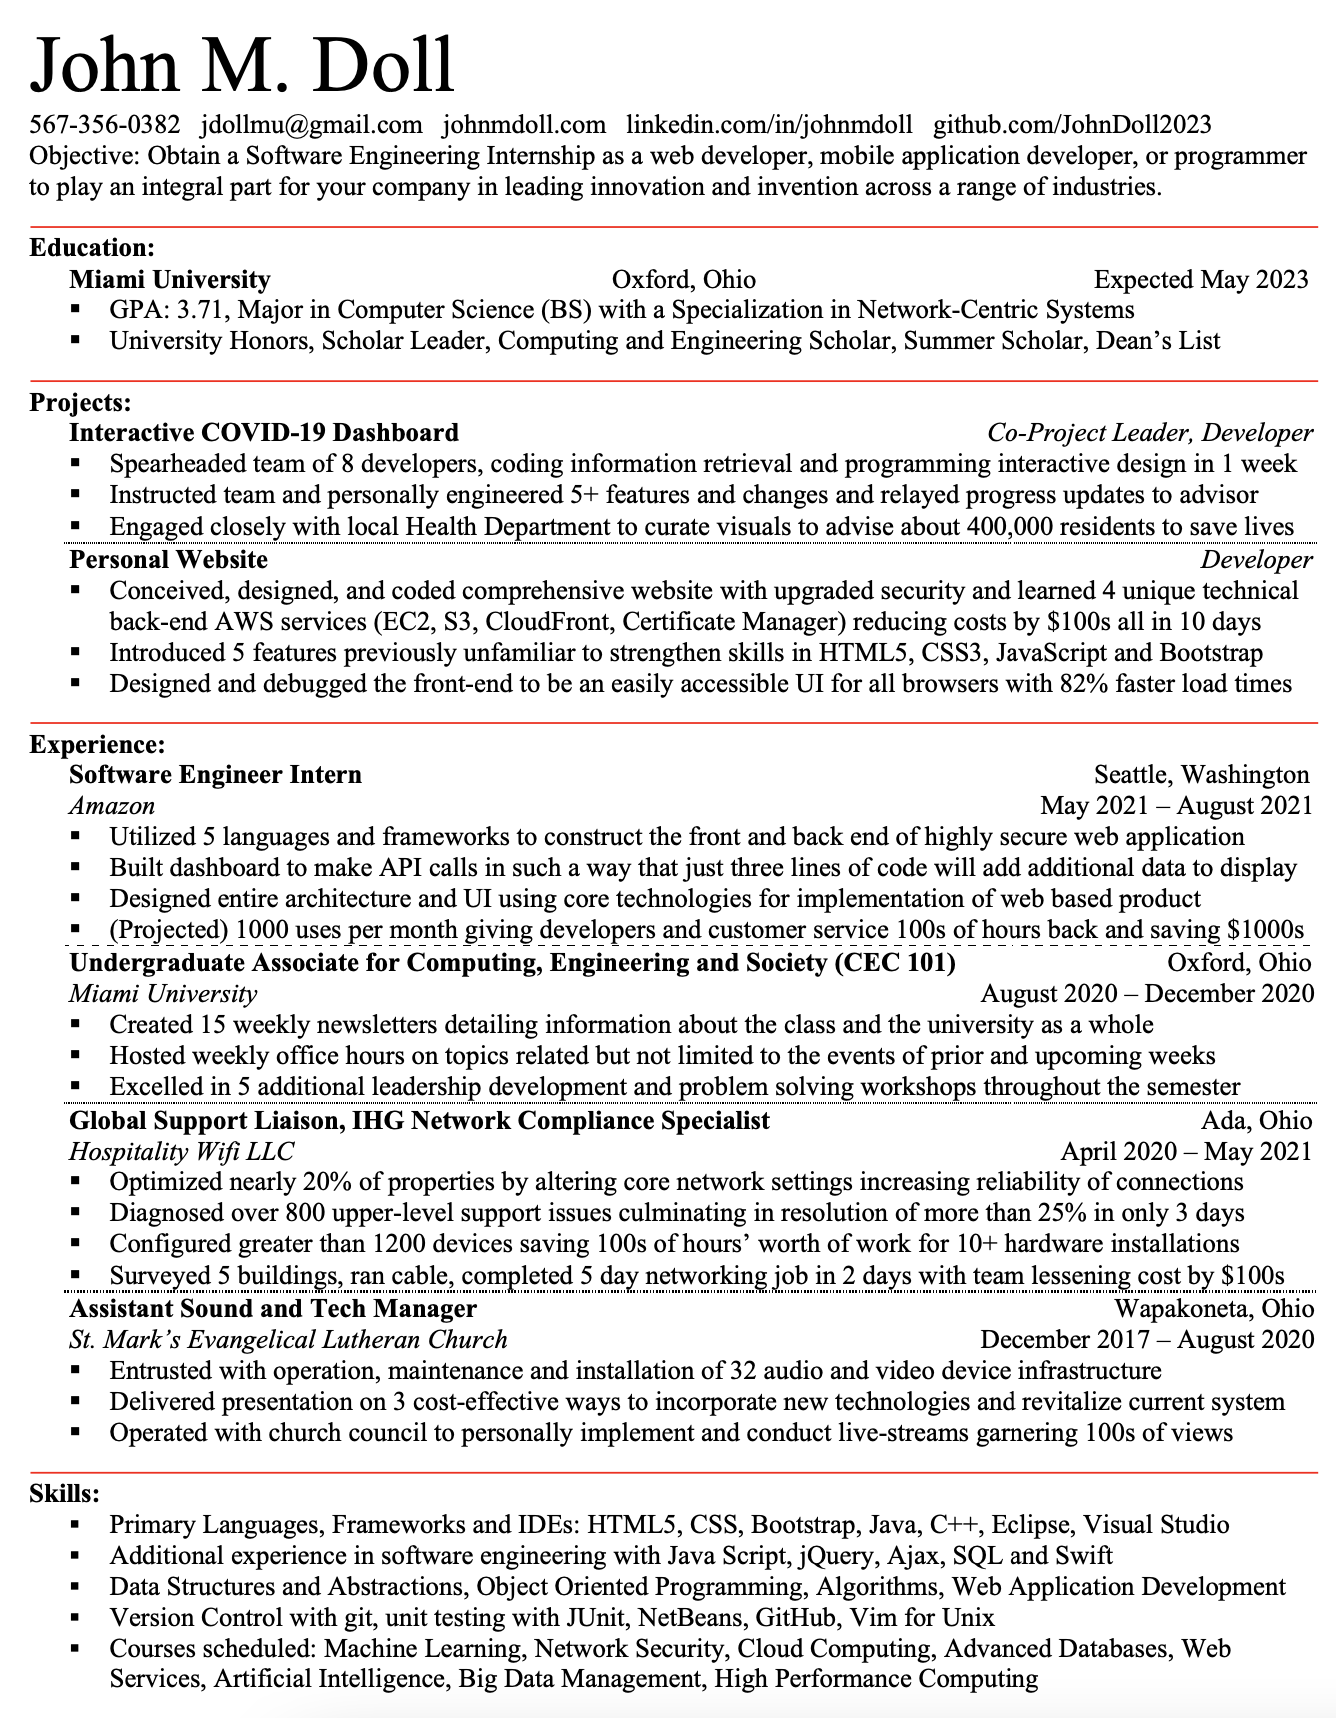 John M. Doll
567-356-0382 jdollmu@gmail.com johnmdoll.com linkedin.com/in/johnmdoll github.com/JohnDoll2023
Objective: Obtain a Software Engineering Internship as a web developer, mobile application developer, or programmer
to play an integral part for your company in leading innovation and invention across a range of industries.
Education:
Miami University Oxford, Ohio Expected May 2023
▪ GPA: 3.71, Major in Computer Science (BS) with a Specialization in Network-Centric Systems
▪ University Honors, Scholar Leader, Computing and Engineering Scholar, Summer Scholar, Dean’s List
Projects:
Interactive COVID-19 Dashboard Co-Project Leader, Developer
▪ Spearheaded team of 8 developers, coding information retrieval and programming interactive design in 1 week
▪ Instructed team and personally engineered 5+ features and changes and relayed progress updates to advisor
▪ Engaged closely with local Health Department to curate visuals to advise about 400,000 residents to save lives
Personal Website Developer
▪ Conceived, designed, and coded comprehensive website with upgraded security and learned 4 unique technical
back-end AWS services (EC2, S3, CloudFront, Certificate Manager) reducing costs by $100s all in 10 days
▪ Introduced 5 features previously unfamiliar to strengthen skills in HTML5, CSS3, JavaScript and Bootstrap
▪ Designed and debugged the front-end to be an easily accessible UI for all browsers with 82% faster load times
Experience:
Software Engineer Intern Seattle, Washington
Amazon May 2021 – August 2021
▪ Utilized 5 languages and frameworks to construct the front and back end of highly secure web application
▪ Built dashboard to make API calls in such a way that just three lines of code will add additional data to display
▪ Designed entire architecture and UI using core technologies for implementation of web based product
▪ (Projected) 1000 uses per month giving developers and customer service 100s of hours back and saving $1000s
Undergraduate Associate for Computing, Engineering and Society (CEC 101) Oxford, Ohio
Miami University August 2020 – December 2020
▪ Created 15 weekly newsletters detailing information about the class and the university as a whole
▪ Hosted weekly office hours on topics related but not limited to the events of prior and upcoming weeks
▪ Excelled in 5 additional leadership development and problem solving workshops throughout the semester
Global Support Liaison, IHG Network Compliance Specialist Ada, Ohio
Hospitality Wifi LLC April 2020 – May 2021
▪ Optimized nearly 20% of properties by altering core network settings increasing reliability of connections
▪ Diagnosed over 800 upper-level support issues culminating in resolution of more than 25% in only 3 days
▪ Configured greater than 1200 devices saving 100s of hours’ worth of work for 10+ hardware installations
▪ Surveyed 5 buildings, ran cable, completed 5 day networking job in 2 days with team lessening cost by $100s
Assistant Sound and Tech Manager Wapakoneta, Ohio
St. Mark’s Evangelical Lutheran Church December 2017 – August 2020
▪ Entrusted with operation, maintenance and installation of 32 audio and video device infrastructure
▪ Delivered presentation on 3 cost-effective ways to incorporate new technologies and revitalize current system
▪ Operated with church council to personally implement and conduct live-streams garnering 100s of views
Skills:
▪ Primary Languages, Frameworks and IDEs: HTML5, CSS, Bootstrap, Java, C++, Eclipse, Visual Studio
▪ Additional experience in software engineering with Java Script, jQuery, Ajax, SQL and Swift
▪ Data Structures and Abstractions, Object Oriented Programming, Algorithms, Web Application Development
▪ Version Control with git, unit testing with JUnit, NetBeans, GitHub, Vim for Unix
▪ Courses scheduled: Machine Learning, Network Security, Cloud Computing, Advanced Databases, Web
Services, Artificial Intelligence, Big Data Management, High Performance Computing